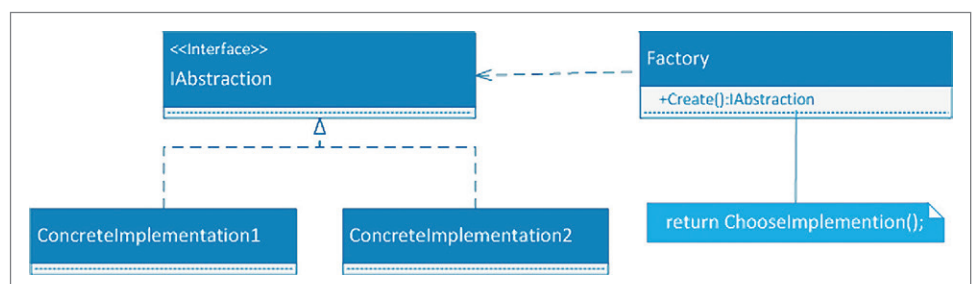 <<Interface>>
IAbstraction
Factory
+Create():IAbstraction
ConcreteImplementation1
ConcreteImplementation2
return ChooseImplemention();